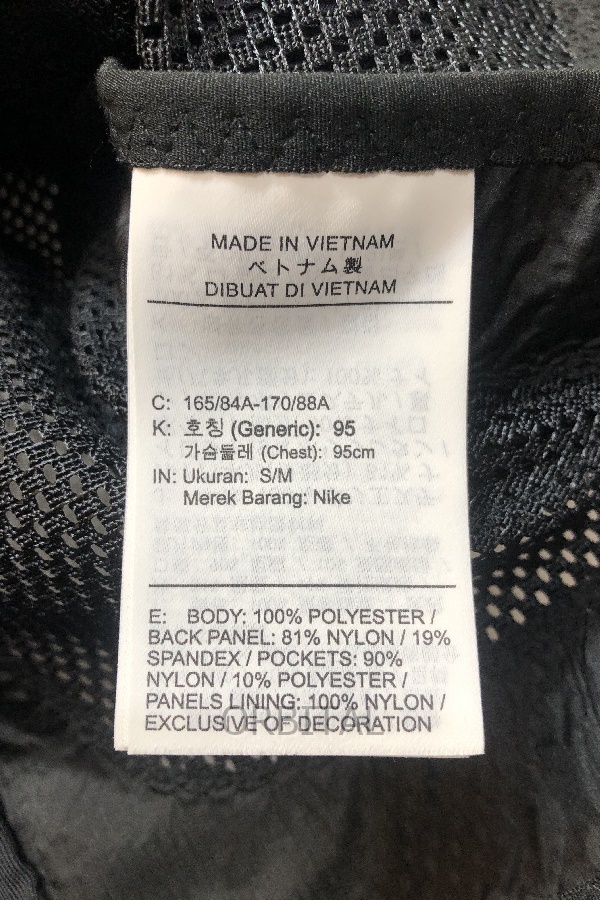 MADE IN VIETNAM
ベトナム製
DIBUAT DI VIETNAM
C: 165/84A-170/88A
K: 호칭 (Generic): 95
가슴둘레 (Chest): 95cm
IN: Ukuran: S/M
Merek Barang: Nike
E: BODY: 100% POLYESTER /
BACK PANEL: 81% NYLON / 19%
SPANDEX / POCKETS: 90%
NYLON / 10% POLYESTER /
PANELS LINING: 100% NYLON /
EXCLUSIVE OF DECORATION